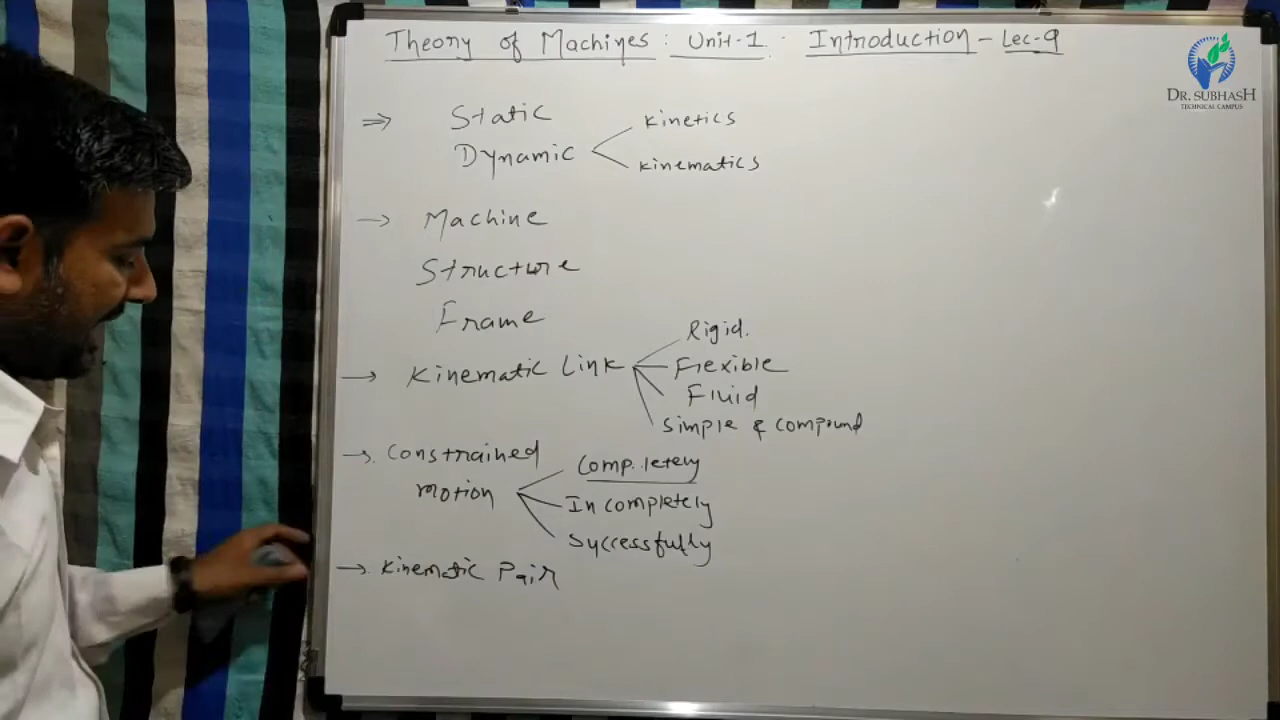 Theory of Machines : Unit-1 : Introduction - Lec-9
DR. SUBHASH
TECHNICAL CAMPUS
⇒ Static
Dynamic
Kinetics
Kinematics
→ Machine
Structure
Frame
→ Kinematic Link
Rigid.
Flexible
Fluid
Simple & compound
→ Constrained
motion
Completely
Incompletely
Successfully
→ Kinematic Pair